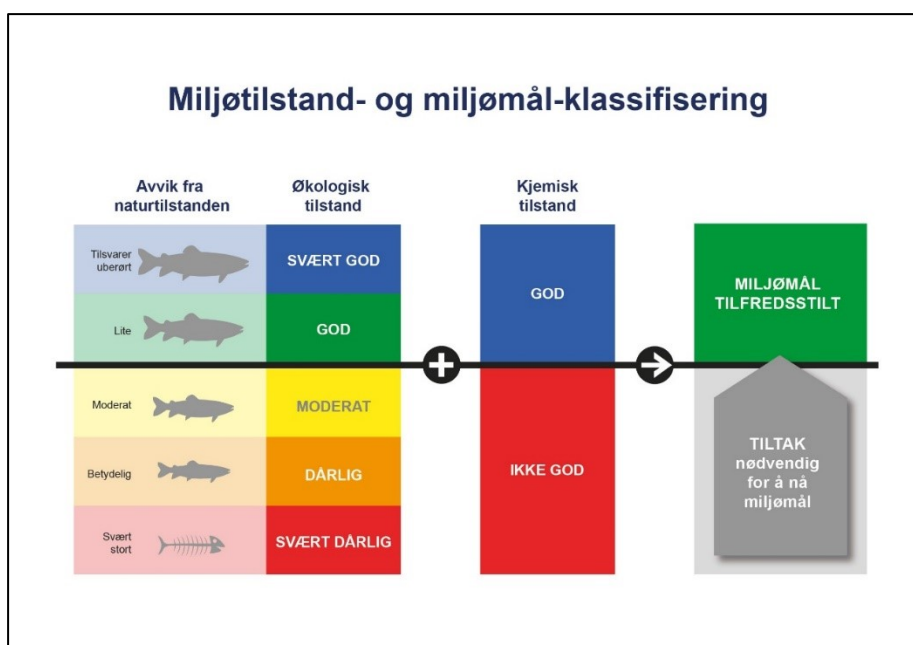 Miljøtilstand- og miljømål-klassifisering
Avvik fra
naturtilstanden
Økologisk
tilstand
Kjemisk
tilstand
Tilsvarer
uberørt
SVÆRT GOD
Lite
GOD
Moderat
MODERAT
Betydelig
DÅRLIG
Svært
stort
SVÆRT DÅRLIG
GOD
IKKE GOD
MILJØMÅL
TILFREDSSTILT
TILTAK
nødvendig
for å nå
miljømål